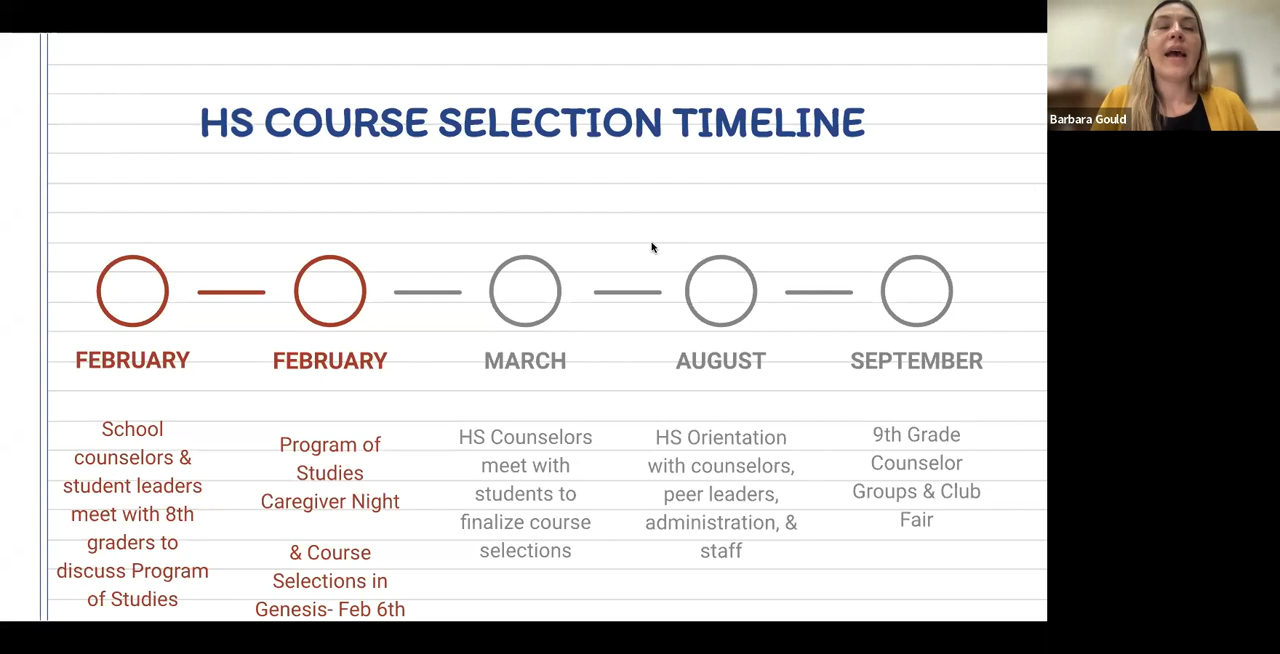 HS COURSE SELECTION TIMELINE
FEBRUARY
School
counselors &
student leaders
meet with 8th
graders to
discuss Program
of Studies
FEBRUARY
Program of
Studies
Caregiver Night
& Course
Selections in
Genesis- Feb 6th
MARCH
HS Counselors
meet with
students to
finalize course
selections
AUGUST
HS Orientation
with counselors,
peer leaders,
administration, &
staff
SEPTEMBER
9th Grade
Counselor
Groups & Club
Fair
Barbara Gould